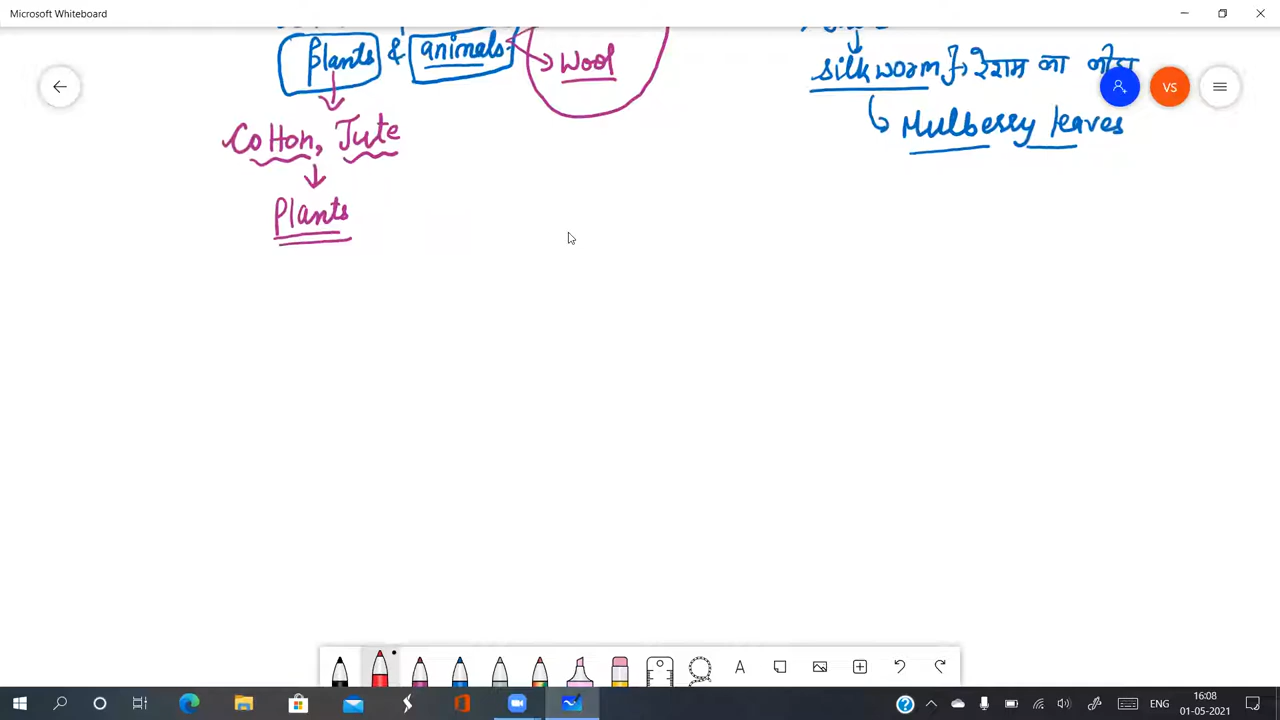 Microsoft Whiteboard
plants & animals
Wool
Cotton, Jute
Plants
silkworm } → रेशम का कीड़ा
Mulberry leaves
VS
A
ENG
16:08
01-05-2021